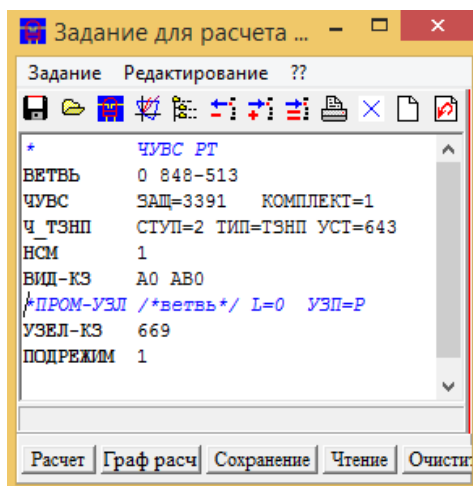 Задание для расчета ...
Задание Редактирование ??
* ЧУВС РТ
ВЕТВЬ 0 848-513
ЧУВС ЗАЩ=3391 КОМПЛЕКТ=1
Ч_ТЗНП СТУП=2 ТИП=ТЗНП УСТ=643
НСМ 1
ВИД-КЗ А0 АВ0
*ПРОМ-УЗЛ /*ветвь*/ L=0 УЗП=Р
УЗЕЛ-КЗ 669
ПОДРЕЖИМ 1
Расчет Граф расч Сохранение Чтение Очистит